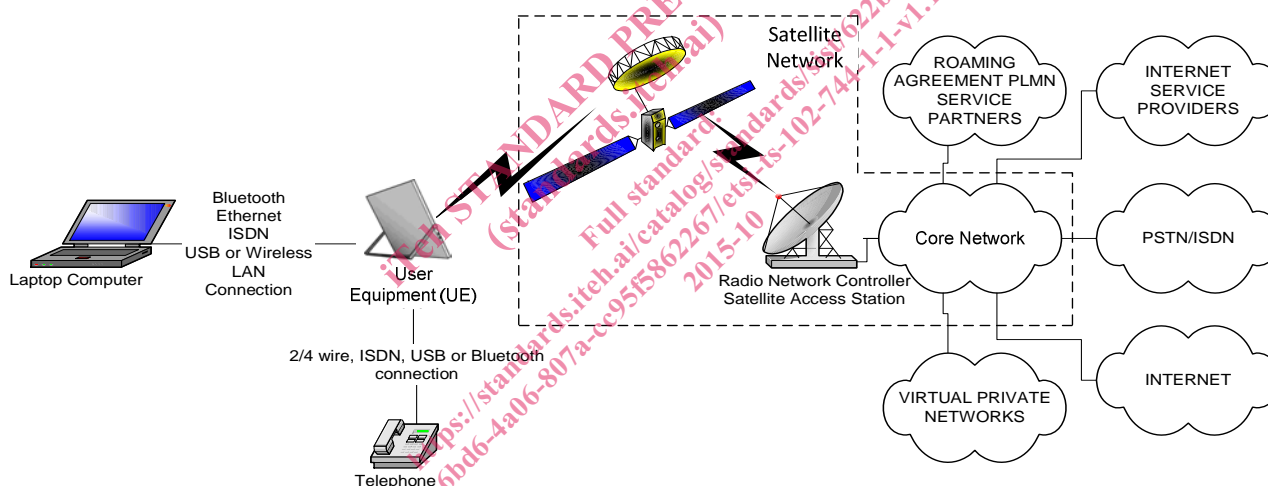 Satellite
Network
ROAMING
AGREEMENT PLMN
SERVICE
PARTNERS
INTERNET
SERVICE
PROVIDERS
Bluetooth
Ethernet
ISDN
USB or Wireless
LAN
Connection
Laptop Computer
User
Equipment (UE)
Radio Network Controller
Satellite Access Station
Core Network
PSTN/ISDN
2/4 wire, ISDN, USB or Bluetooth
connection
Telephone
VIRTUAL PRIVATE
NETWORKS
INTERNET
iTeh STANDARD PRE
(standards.iteh.ai)
Full standard:
https://standards.iteh.ai/catalog/standards/sist/622b
6bd6-4a06-807a-cc95f5862267/etsi-ts-102-744-1-1-v1.1
2015-10